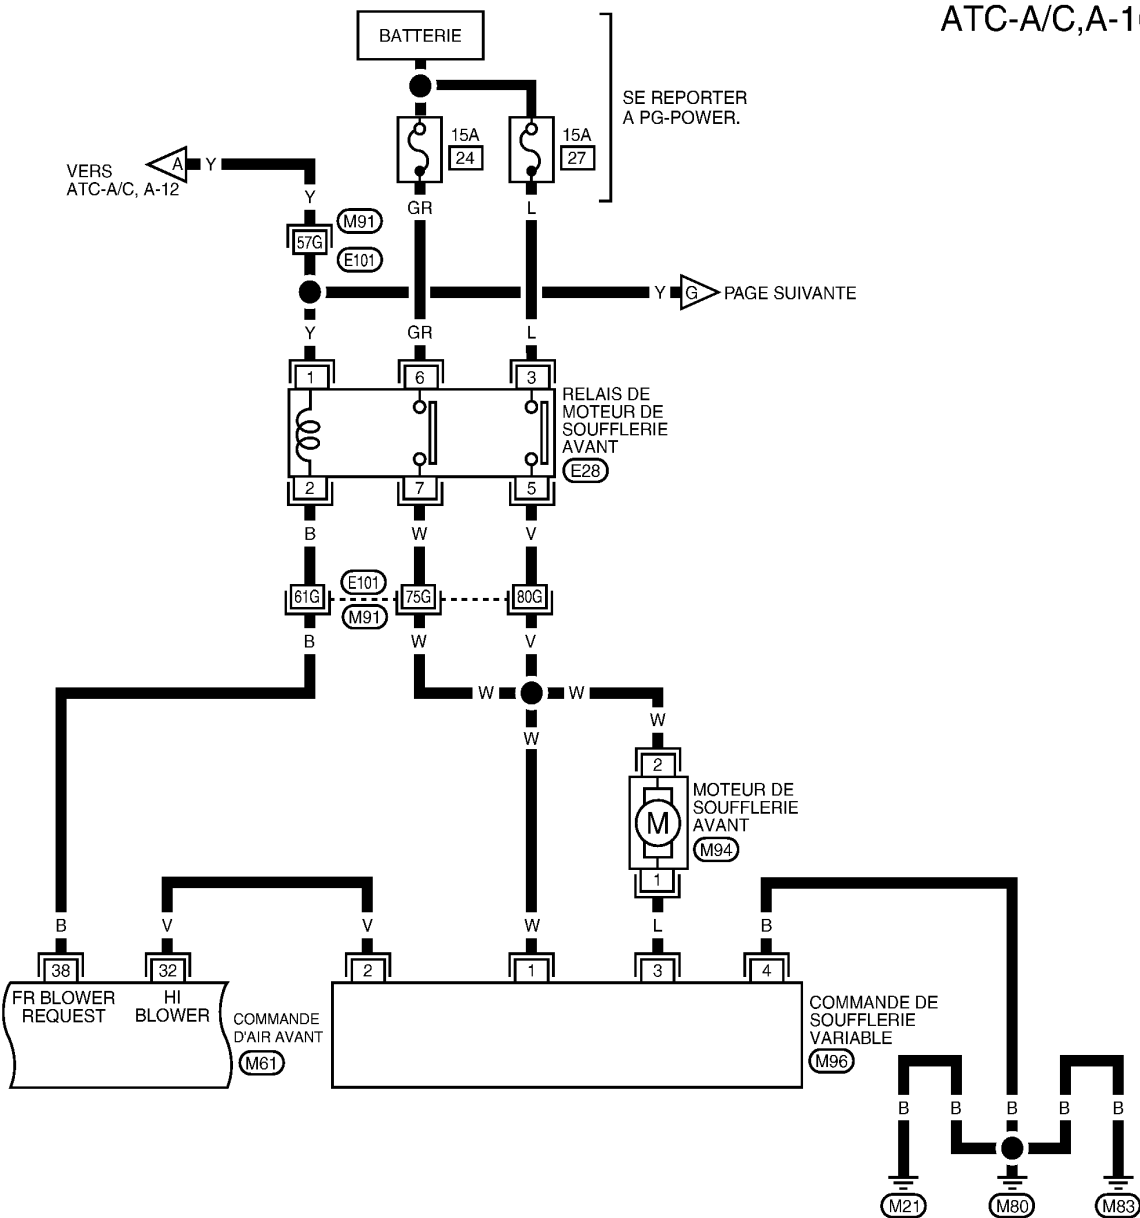 ATC-A/C,A-1
BATTERIE
SE REPORTER
A PG-POWER.
15A
24
15A
27
VERS
ATC-A/C, A-12
A
Y
Y
GR
L
M91
57G
E101
Y
G
PAGE SUIVANTE
Y
GR
L
1
6
3
RELAIS DE
MOTEUR DE
SOUFFLERIE
AVANT
E28
2
7
5
B
W
V
E101
61G
75G
80G
M91
B
W
V
W
W
W
W
2
MOTEUR DE
SOUFFLERIE
AVANT
M
M94
1
B
V
V
W
L
B
38
32
2
1
3
4
FR BLOWER
REQUEST
HI
BLOWER
COMMANDE
D'AIR AVANT
M61
COMMANDE DE
SOUFFLERIE
VARIABLE
M96
B
B
B
B
B
M21
M80
M83